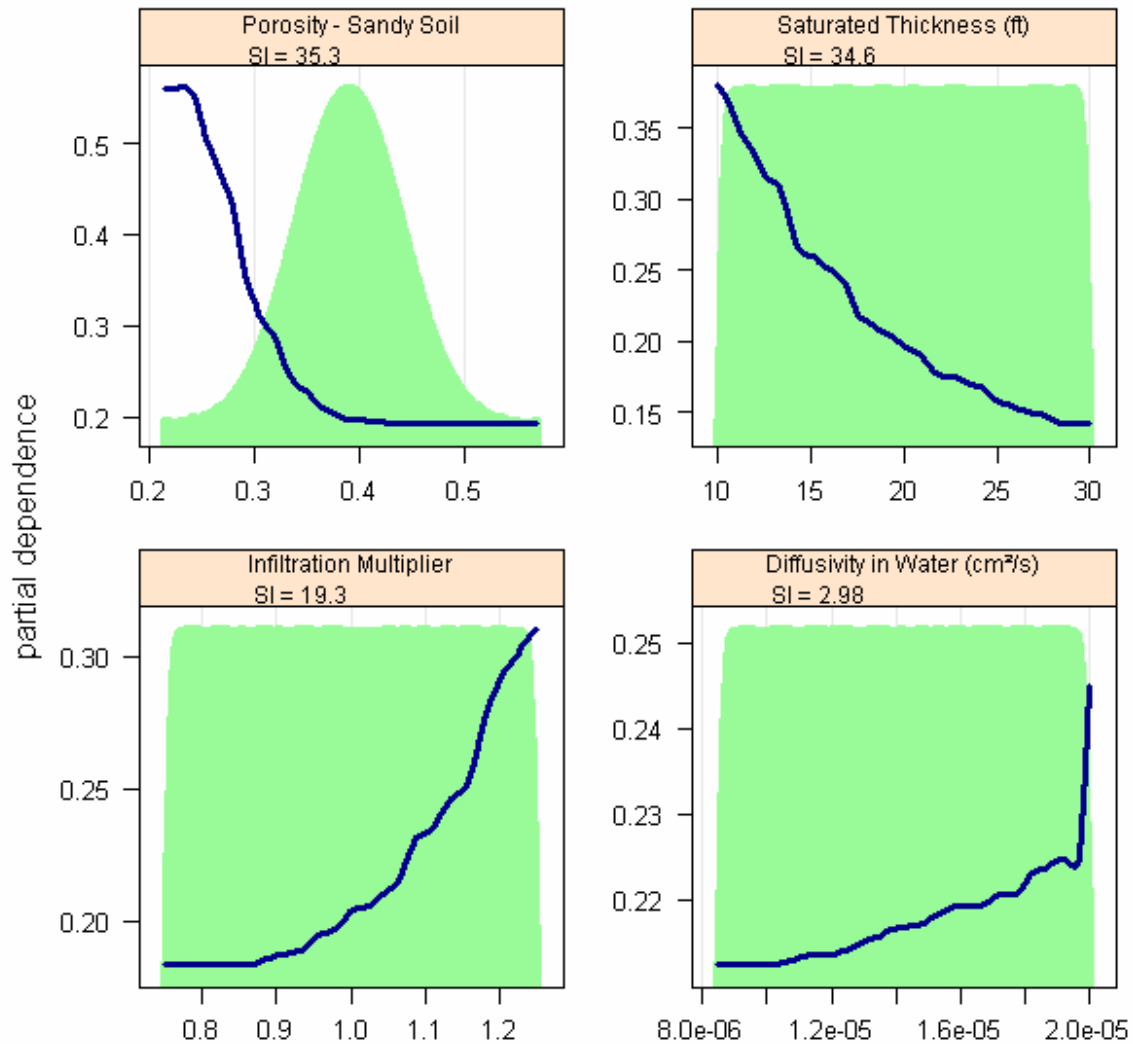 Porosity - Sandy Soil
SI = 35.3
Saturated Thickness (ft)
SI = 34.6
0.5
0.4
0.3
0.2
0.2 0.3 0.4 0.5
0.35
0.30
0.25
0.20
0.15
10 15 20 25 30
partial dependence
Infiltration Multiplier
SI = 19.3
Diffusivity in Water (cm²/s)
SI = 2.98
0.30
0.25
0.20
0.8 0.9 1.0 1.1 1.2
0.25
0.24
0.23
0.22
8.0e-06 1.2e-05 1.6e-05 2.0e-05